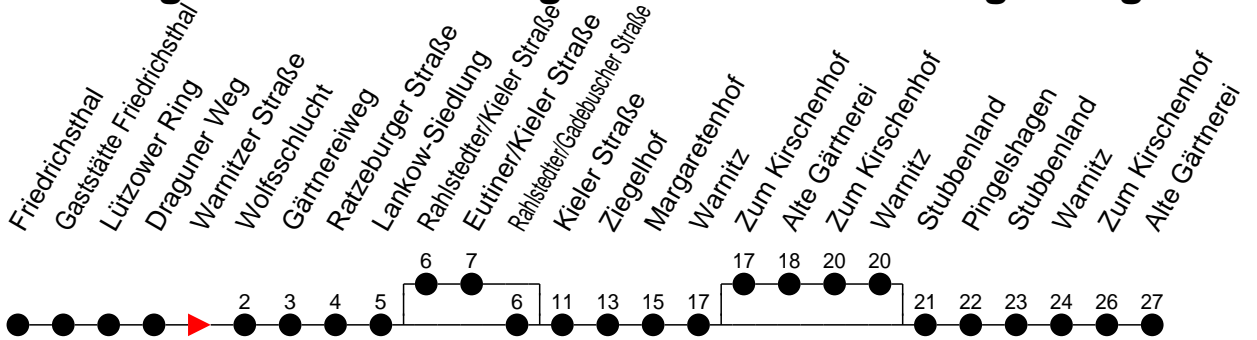 Friedrichsthal
Gaststätte Friedrichsthal
Lützower Ring
Draguner Weg
Warnitzer Straße
Wolfsschlucht
Gärtnereiweg
Ratzeburger Straße
Lankow-Siedlung
Rahlstedter/Kieler Straße
Eutiner/Kieler Straße
Rahlstedter/Gadebuscher Straße
Kieler Straße
Ziegelhof
Margaretenhof
Warnitz
Zum Kirschenhof
Alte Gärtnerei
Zum Kirschenhof
Warnitz
Stubbenland
Pingelshagen
Stubbenland
Warnitz
Zum Kirschenhof
Alte Gärtnerei
6 7 17 18 20 20
2 3 4 5 6 11 13 15 17 21 22 23 24 26 27